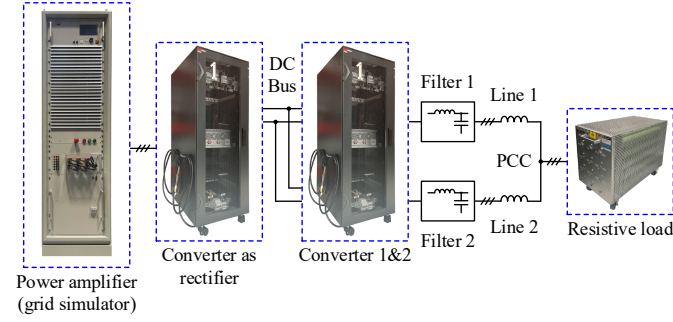 Power amplifier
(grid simulator)
1
Converter as
rectifier
DC
Bus
1
Converter 1&2
Filter 1
Filter 2
Line 1
Line 2
PCC
Resistive load